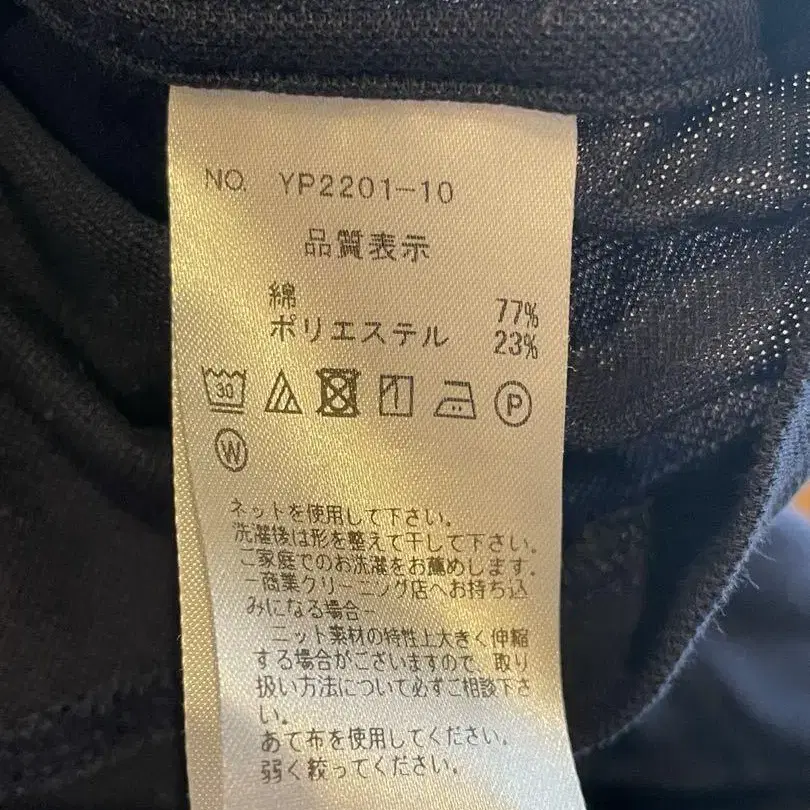 NO. YP2201-10
品質表示
綿 77%
ポリエステル 23%
30 P
W
ネットを使用して下さい。
洗濯後は形を整えて干して下さい。
ご家庭でのお洗濯をお薦めします。
-商業クリーニング店へお持ち込
みになる場合-
ニット素材の特性上大きく伸縮
する場合がございますので、取り
扱い方法について必ずご相談下さ
い。
あて布を使用してください。
弱く絞ってください。